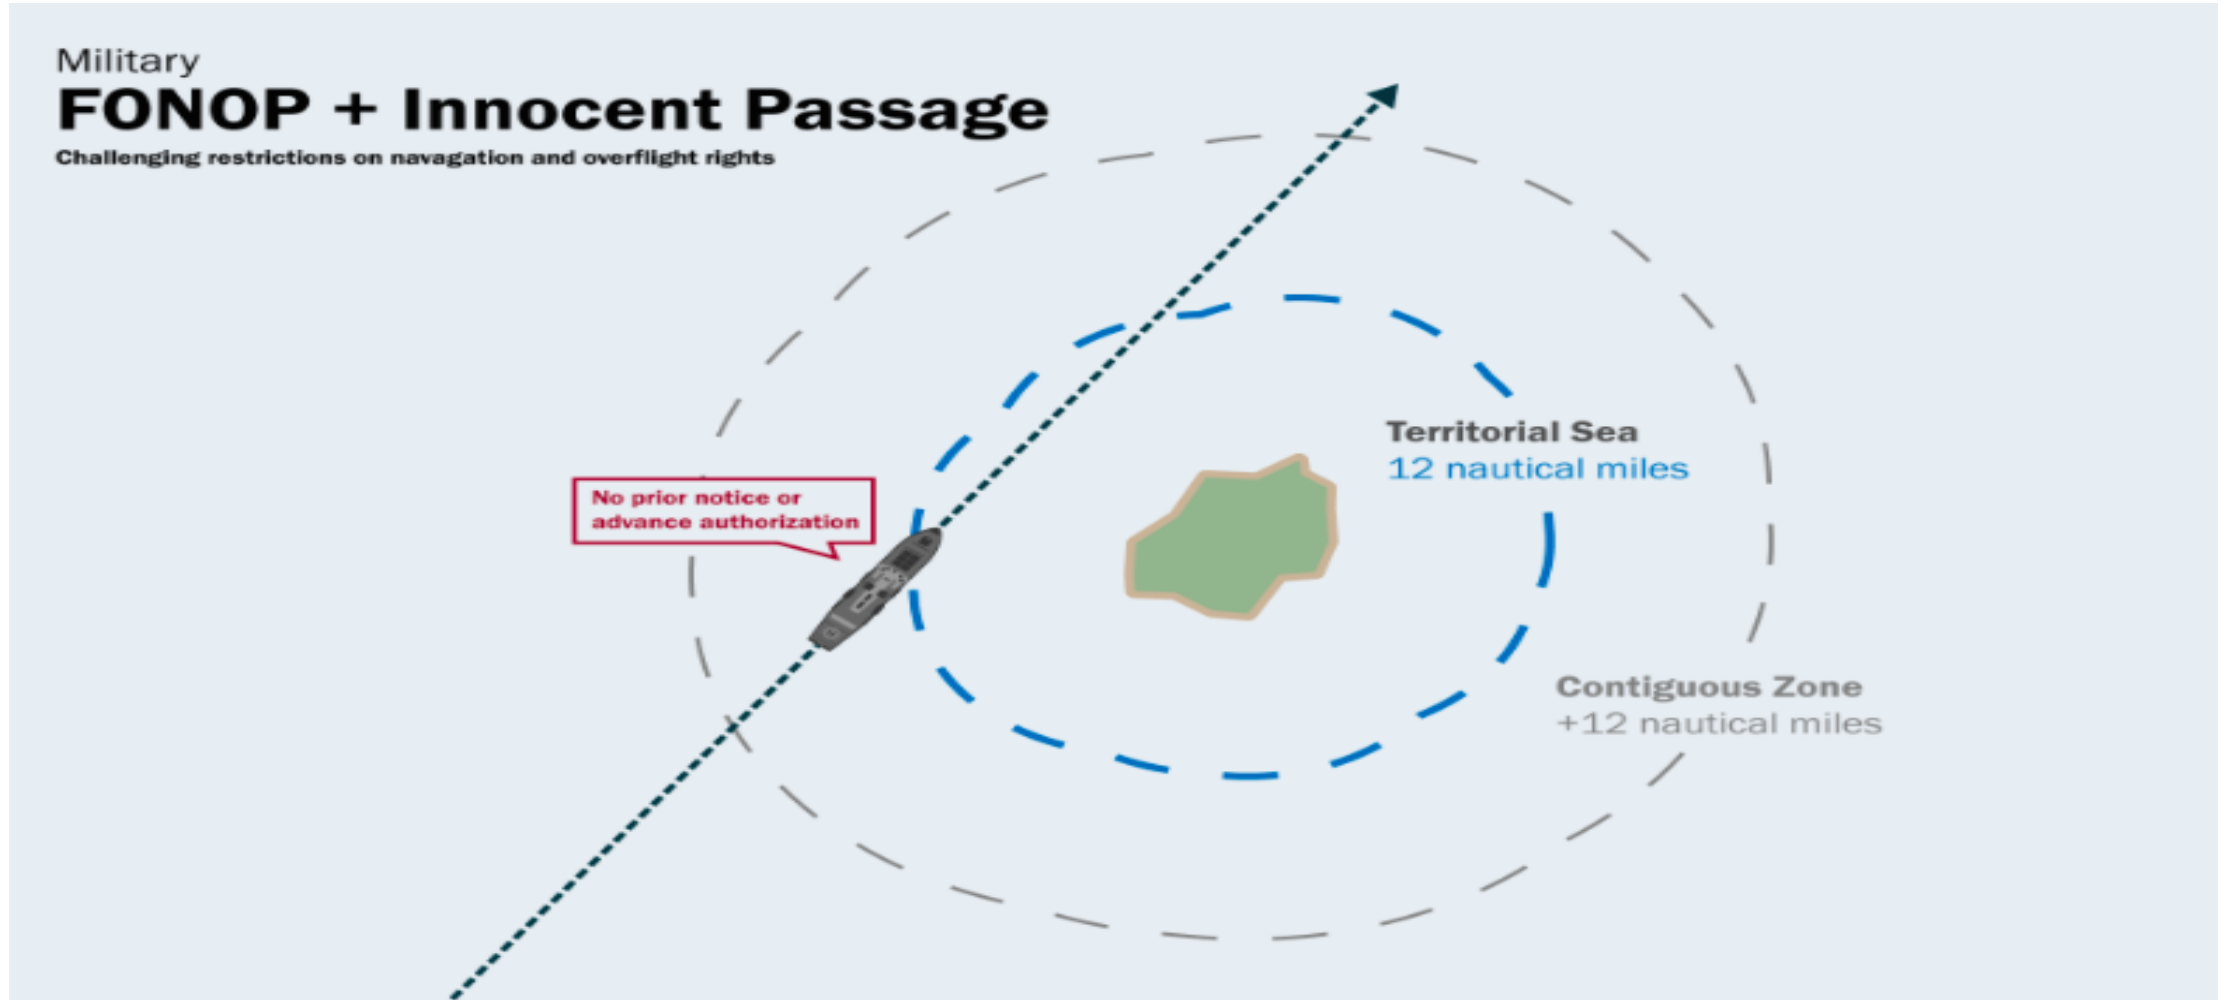 Military
FONOP + Innocent Passage
Challenging restrictions on navagation and overflight rights
No prior notice or
advance authorization
Territorial Sea
12 nautical miles
Contiguous Zone
+12 nautical miles